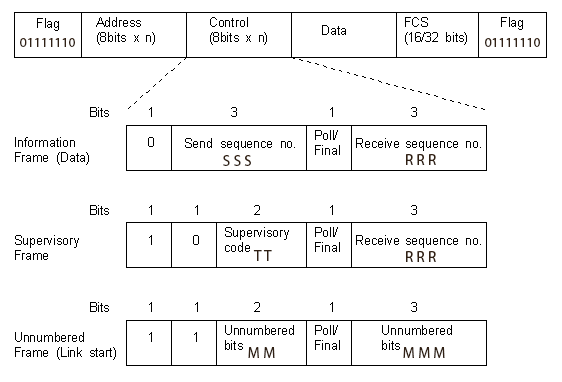 Flag Address Control Data FCS Flag
01111110 (8bits x n) (8bits x n) (16/32 bits) 01111110
Bits 1 3 1 3
Information Frame (Data) 0 Send sequence no. SSS Poll/ Final Receive sequence no. RRR
Bits 1 1 2 1 3
Supervisory Frame 1 0 Supervisory code TT Poll/ Final Receive sequence no. RRR
Bits 1 1 2 1 3
Unnumbered Frame (Link start) 1 1 Unnumbered bits MM Poll/ Final Unnumbered bits MMM